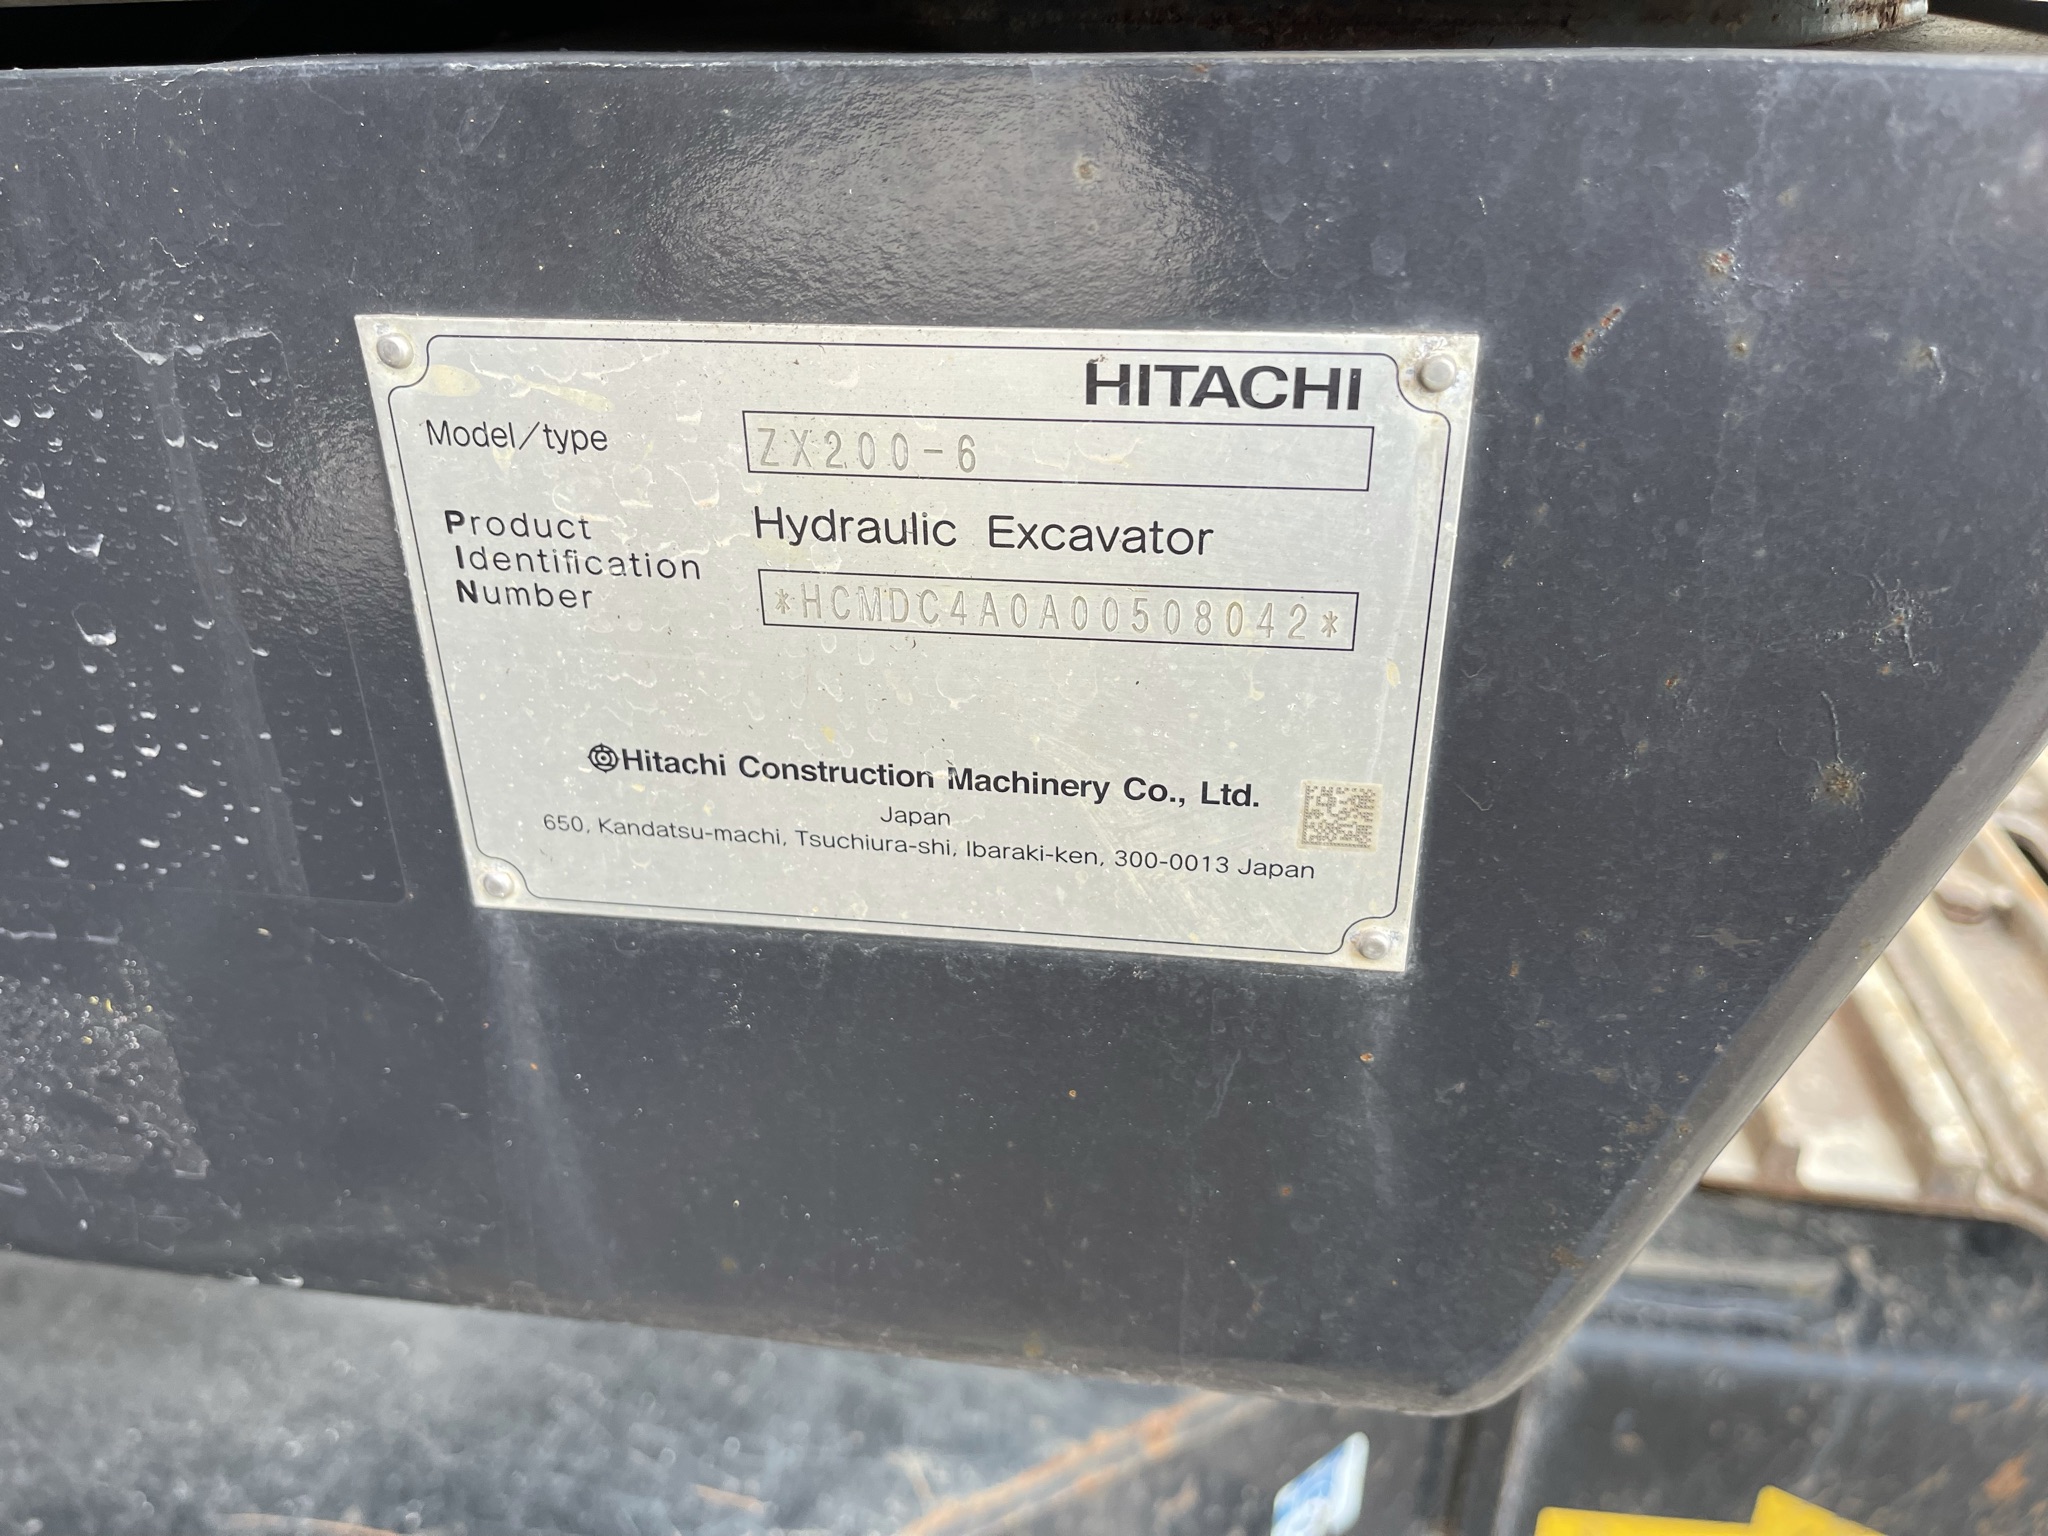 HITACHI
Model/type ZX200-6
Hydraulic Excavator
Product
Identification
Number *HCMDC4A0A00508042*
Hitachi Construction Machinery Co., Ltd.
Japan
650, Kandatsu-machi, Tsuchiura-shi, Ibaraki-ken, 300-0013 Japan